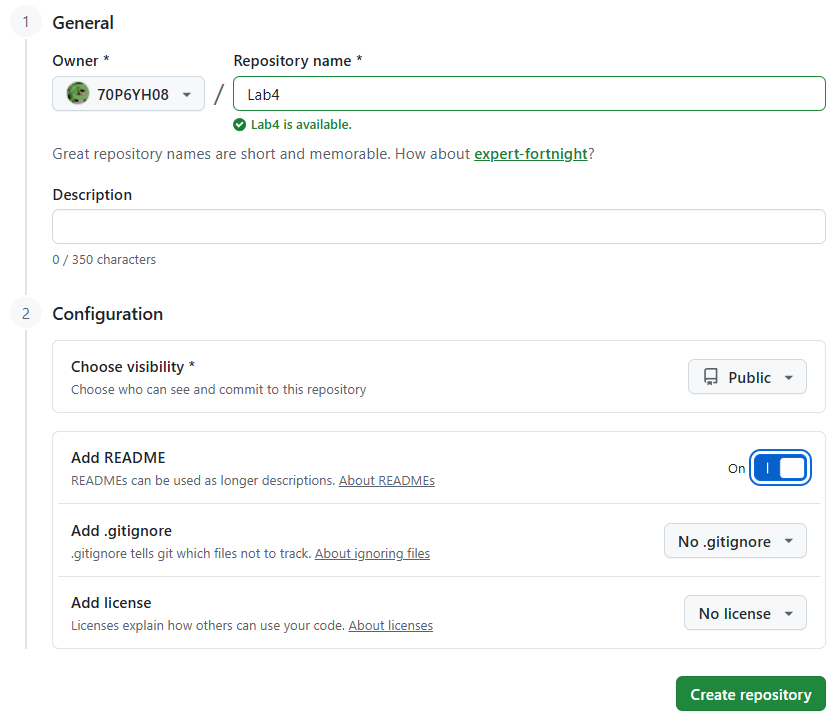 1 General
Owner * Repository name *
70P6YH08 / Lab4
Lab4 is available.
Great repository names are short and memorable. How about expert-fortnight?
Description
0 / 350 characters
2 Configuration
Choose visibility *
Choose who can see and commit to this repository
Public
Add README
READMEs can be used as longer descriptions. About READMEs
On
Add .gitignore
.gitignore tells git which files not to track. About ignoring files
No .gitignore
Add license
Licenses explain how others can use your code. About licenses
No license
Create repository